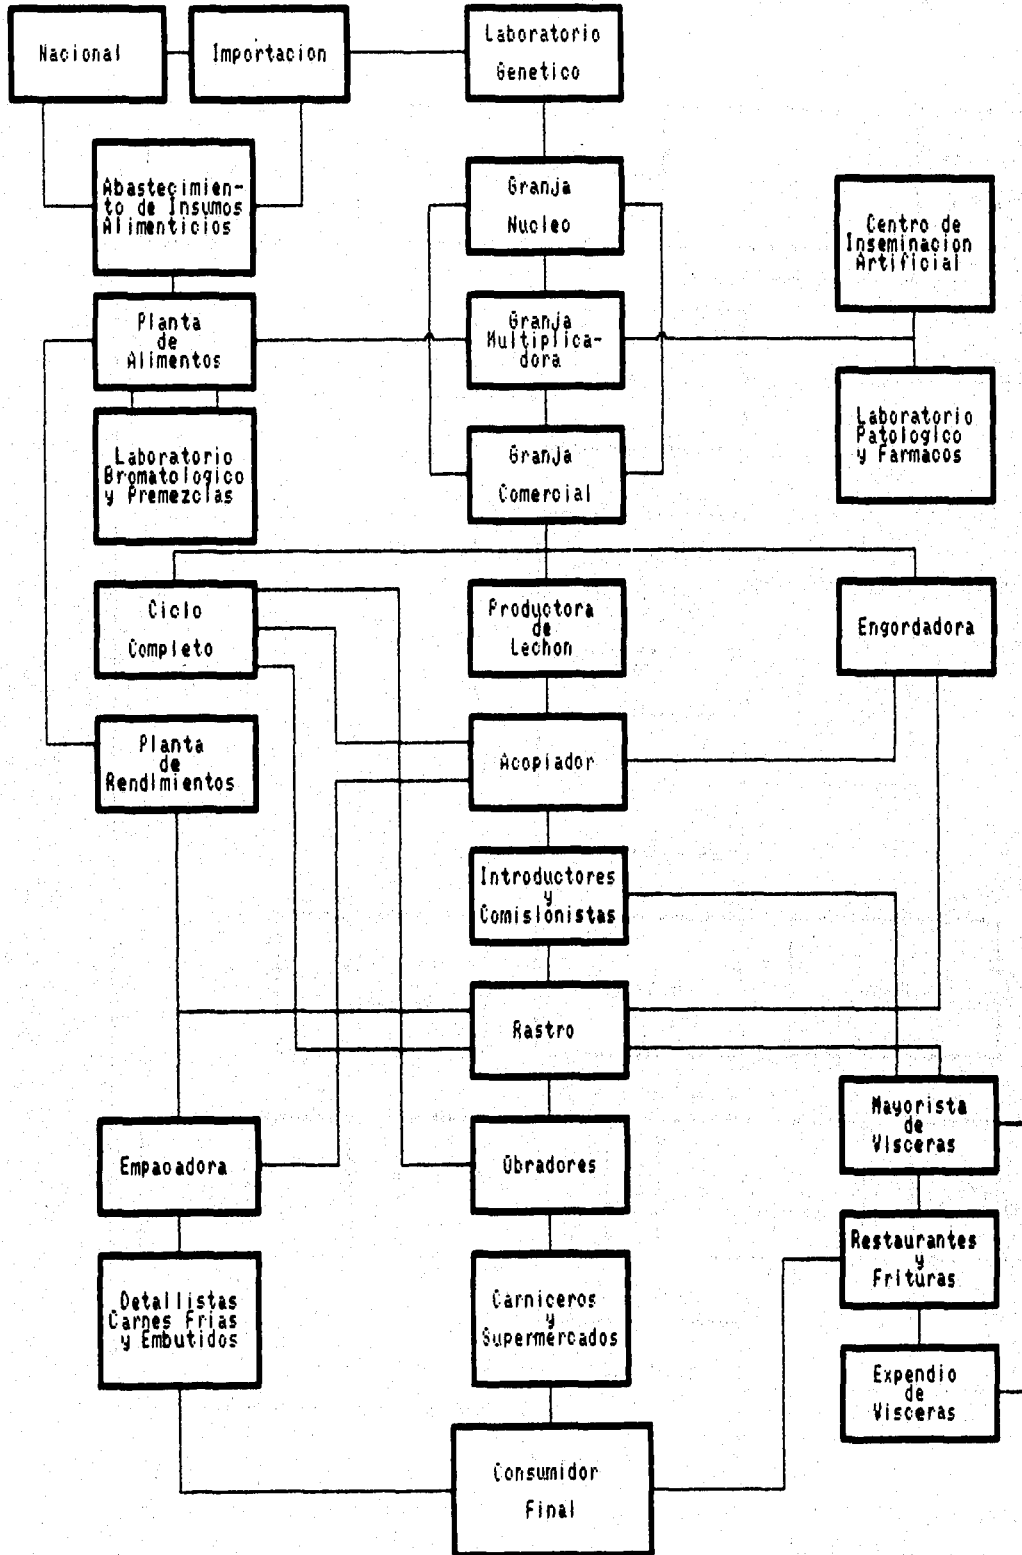 Nacional
Importacion
Laboratorio
Genetico
Abastecimien-
to de Insumos
Alimenticios
Granja
Nucleo
Centro de
Inseminacion
Artificial
Planta
de
Alimentos
Granja
Multiplica-
dora
Laboratorio
Bromatologico
y Premezclas
Granja
Comercial
Laboratorio
Patologico
y Farmacos
Ciclo
Completo
Productora
de
Lechon
Engordadora
Planta
de
Rendimientos
Acopiador
Introductores
y
Comisionistas
Rastro
Mayorista
de
Visceras
Empacadora
Obradores
Restaurantes
y
Frituras
Detallistas
Carnes Frias
y Embutidos
Carniceros
y
Supermercados
Expendio
de
Visceras
Consumidor
Final